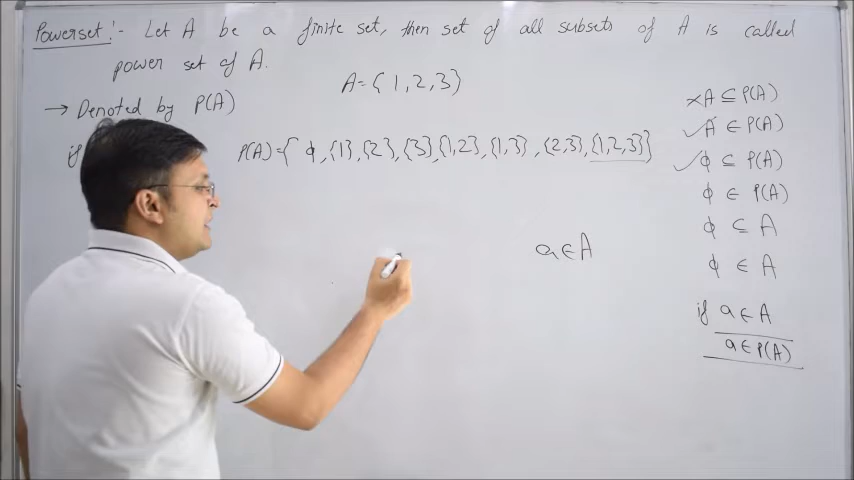 Powerset :- Let A be a finite set, then set of all subsets of A is called
power set of A.
A = { 1, 2, 3 }
→ Denoted by P(A)
if
P(A) = { ϕ, {1}, {2}, {3}, {1,2}, {1,3}, {2,3}, {1,2,3} }
a ∈ A
× A ⊆ P(A)
✓ A ∈ P(A)
✓ ϕ ⊆ P(A)
ϕ ∈ P(A)
ϕ ⊆ A
ϕ ∈ A
if a ∈ A
a ∈ P(A)